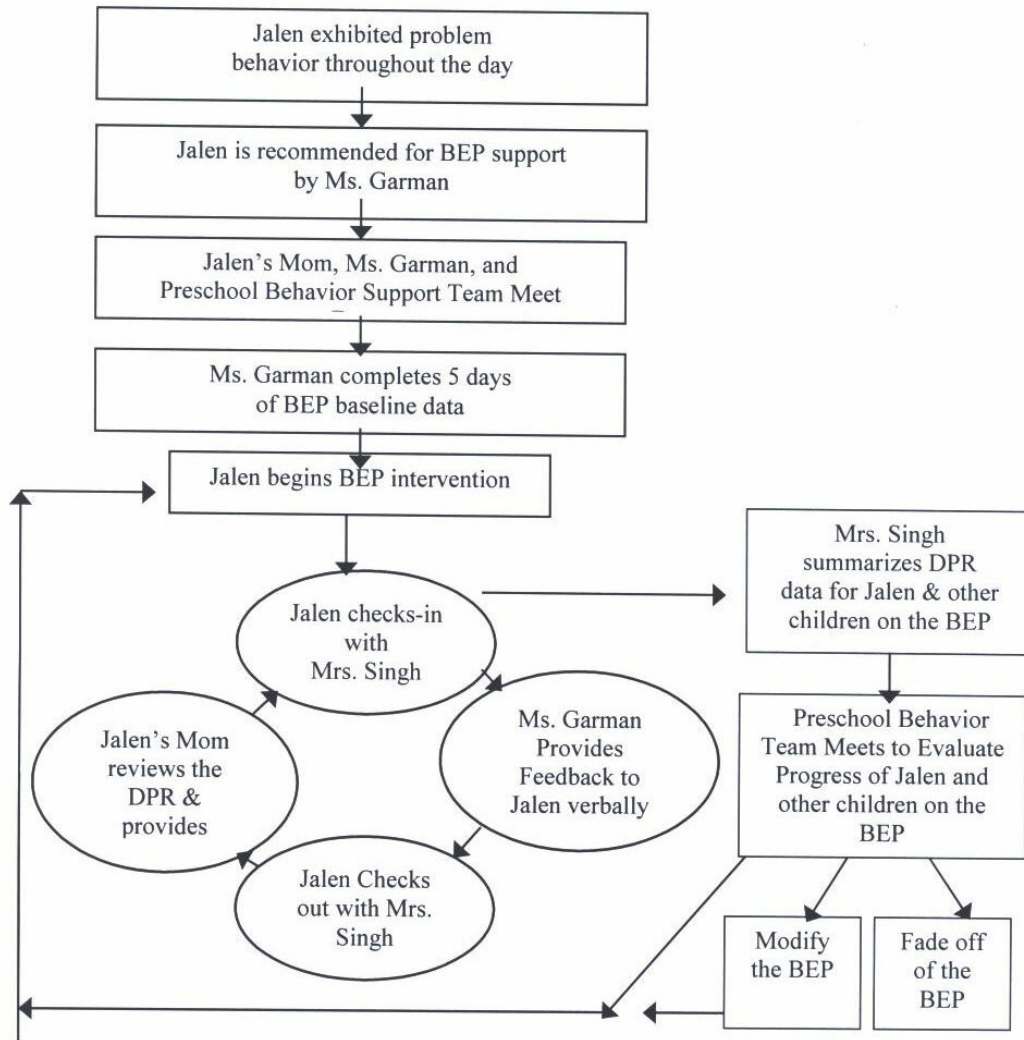 Jalen exhibited problem
behavior throughout the day
Jalen is recommended for BEP support
by Ms. Garman
Jalen's Mom, Ms. Garman, and
Preschool Behavior Support Team Meet
Ms. Garman completes 5 days
of BEP baseline data
Jalen begins BEP intervention
Jalen checks-in
with
Mrs. Singh
Ms. Garman
Provides
Feedback to
Jalen verbally
Jalen Checks
out with Mrs.
Singh
Jalen's Mom
reviews the
DPR &
provides
Mrs. Singh
summarizes DPR
data for Jalen & other
children on the BEP
Preschool Behavior
Team Meets to Evaluate
Progress of Jalen and
other children on the
BEP
Modify
the BEP
Fade off
of the
BEP